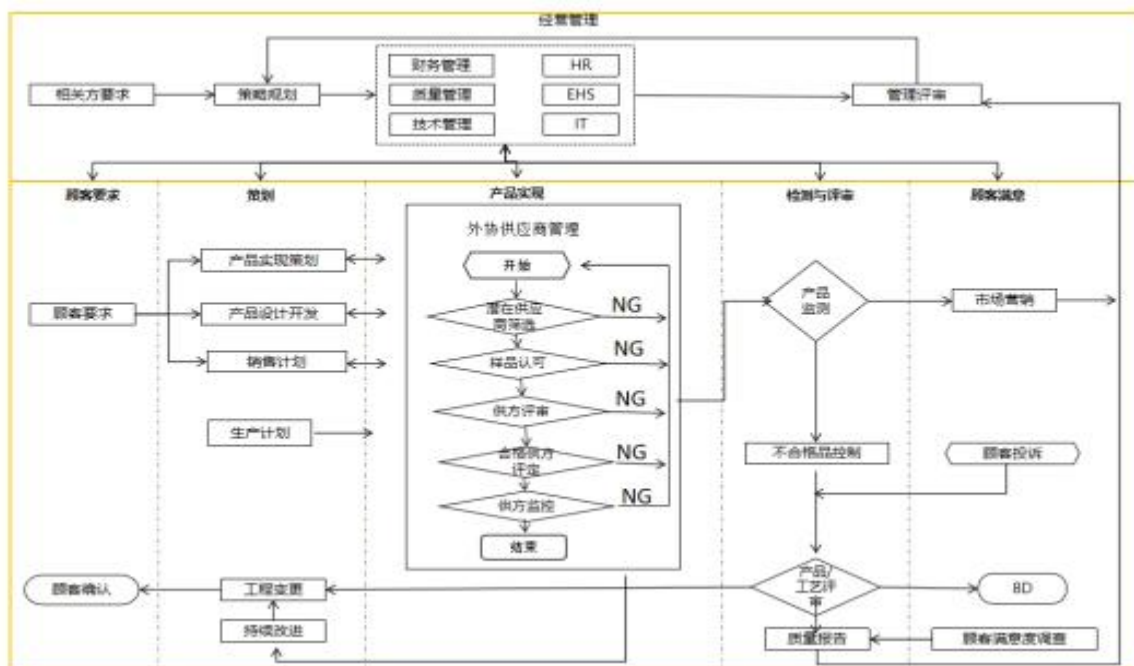 经营管理
财务管理
HR
相关方要求
策略规划
质量管理
EHS
管理评审
技术管理
IT
顾客要求
策划
产品实现
检测与评审
顾客满意
外协供应商管理
开始
产品实现策划
产品
监测
潜在供应
商筛选
NG
顾客要求
产品设计开发
市场营销
样品认可
NG
销售计划
供方评审
NG
生产计划
不合格品控制
顾客投诉
合格供方
评定
NG
供方监控
NG
结束
顾客确认
工程变更
产品/
工艺评
审
8D
持续改进
质量报告
顾客满意度调查